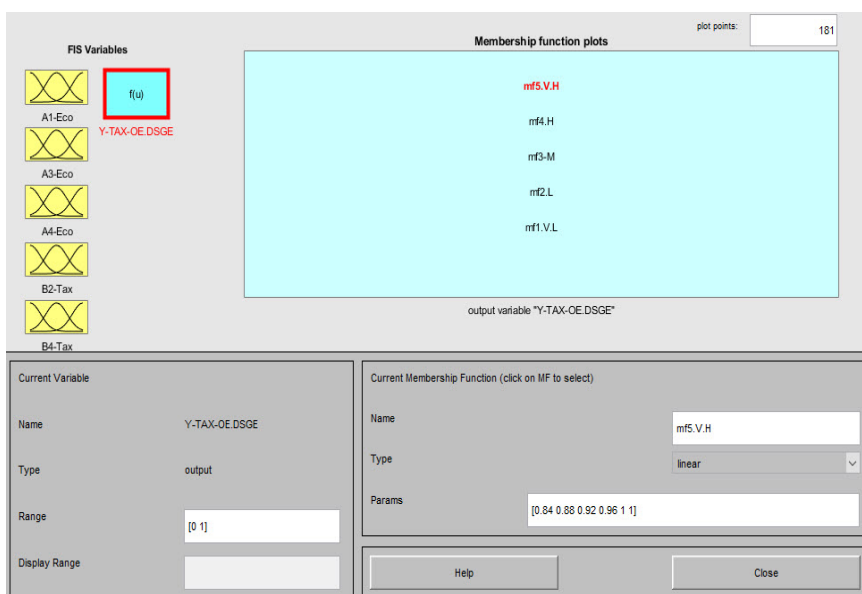 plot points:
181
FIS Variables
Membership function plots
f(u)
mf5.V.H
A1-Eco
mf4.H
Y-TAX-OE.DSGE
mf3-M
A3-Eco
mf2.L
A4-Eco
mf1.V.L
B2-Tax
output variable "Y-TAX-OE.DSGE"
B4-Tax
Current Variable
Name
Y-TAX-OE.DSGE
Type
output
Range
[0 1]
Display Range
Current Membership Function (click on MF to select)
Name
mf5.V.H
Type
linear
Params
[0.84 0.88 0.92 0.96 1 1]
Help
Close